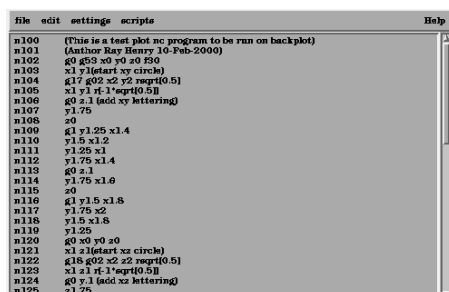 file edit settings scripts Help
n100 (This is a test plot nc program to be run on backplot)
n101 (Author Ray Henry 10-Feb-2000)
n102 g0 g53 x0 y0 z0 f30
n103 x1 y1(start xy circle)
n104 g17 g02 x2 y2 rsqrt[0.5]
n105 x1 y1 r[-1*sqrt[0.5]]
n106 g0 z.1 (add xy lettering)
n107 y1.75
n108 z0
n109 g1 y1.25 x1.4
n110 y1.5 x1.2
n111 y1.25 x1
n112 y1.75 x1.4
n113 g0 z.1
n114 y1.75 x1.6
n115 z0
n116 g1 y1.5 x1.8
n117 y1.75 x2
n118 y1.5 x1.8
n119 y1.25
n120 g0 x0 y0 z0
n121 x1 z1(start xz circle)
n122 g18 g02 x2 z2 rsqrt[0.5]
n123 x1 z1 r[-1*sqrt[0.5]]
n124 g0 y.1 (add xz lettering)
n125 z1.75